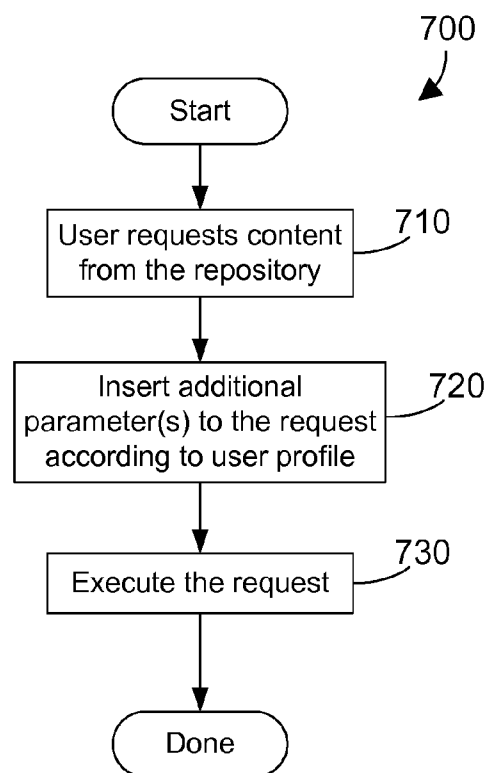 700
Start
User requests content
from the repository
710
Insert additional
parameter(s) to the request
according to user profile
720
Execute the request
730
Done